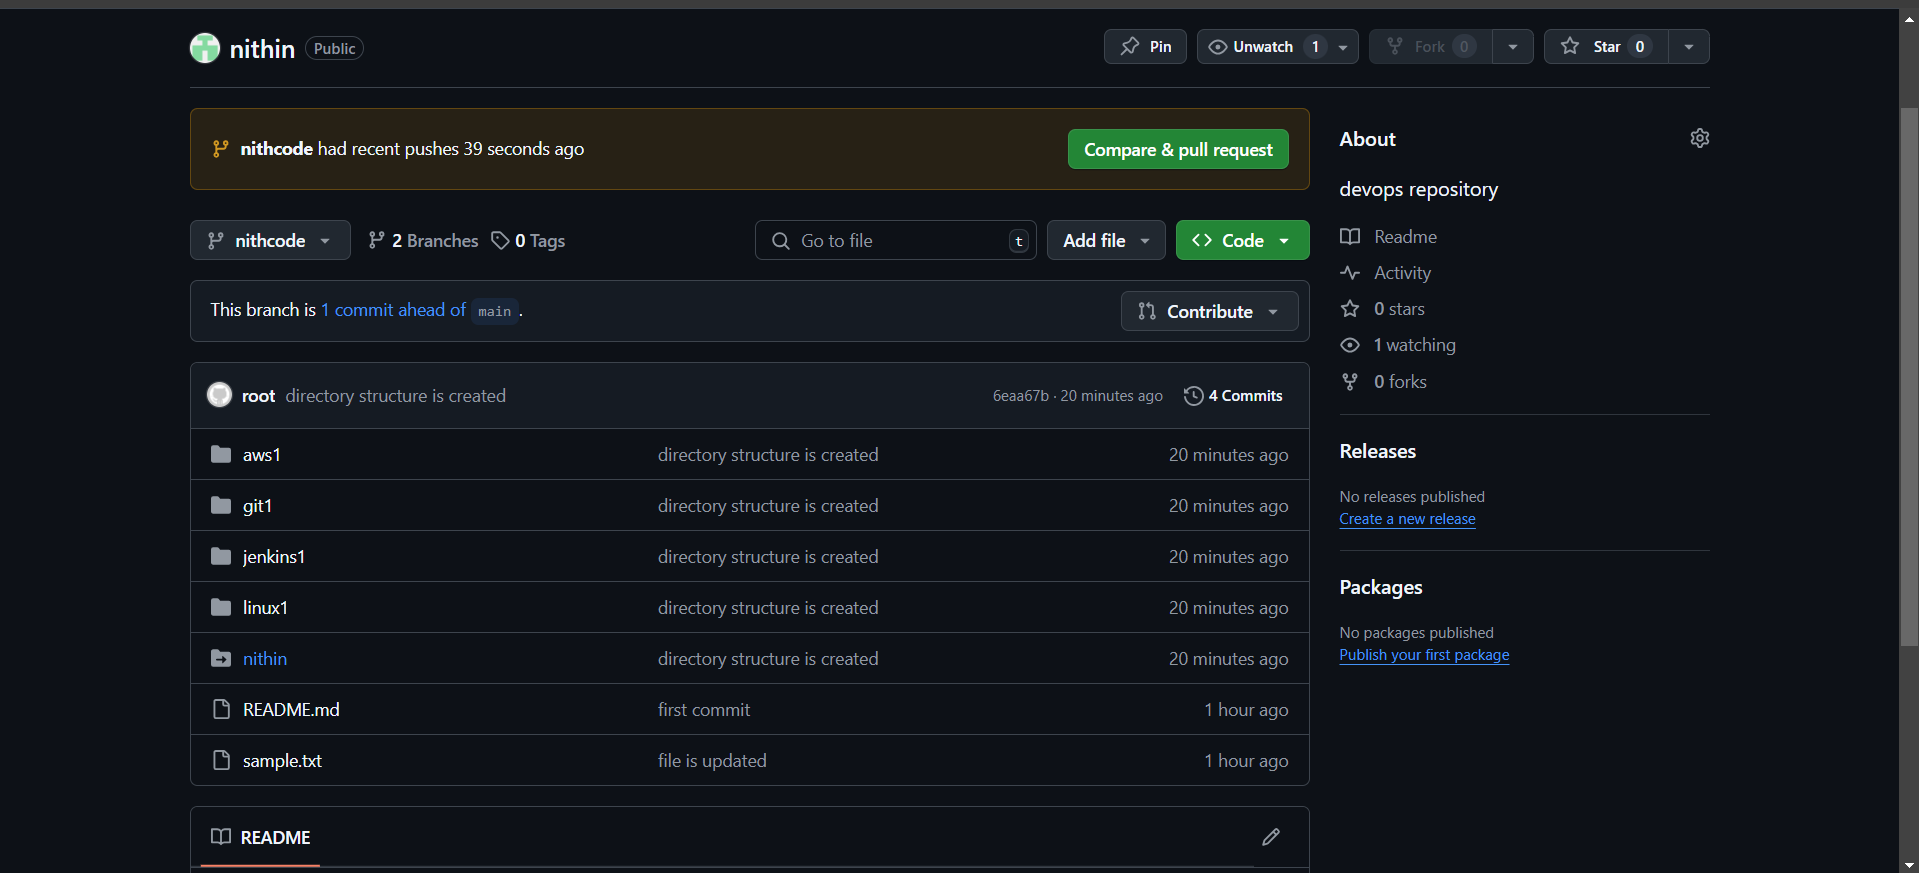 nithin Public Pin Unwatch 1 Fork 0 Star 0
nithcode had recent pushes 39 seconds ago Compare & pull request
nithcode 2 Branches 0 Tags Go to file t Add file Code
This branch is 1 commit ahead of main . Contribute
root directory structure is created 6eaa67b · 20 minutes ago 4 Commits
aws1 directory structure is created 20 minutes ago
git1 directory structure is created 20 minutes ago
jenkins1 directory structure is created 20 minutes ago
linux1 directory structure is created 20 minutes ago
nithin directory structure is created 20 minutes ago
README.md first commit 1 hour ago
sample.txt file is updated 1 hour ago
README
About
devops repository
Readme
Activity
0 stars
1 watching
0 forks
Releases
No releases published
Create a new release
Packages
No packages published
Publish your first package